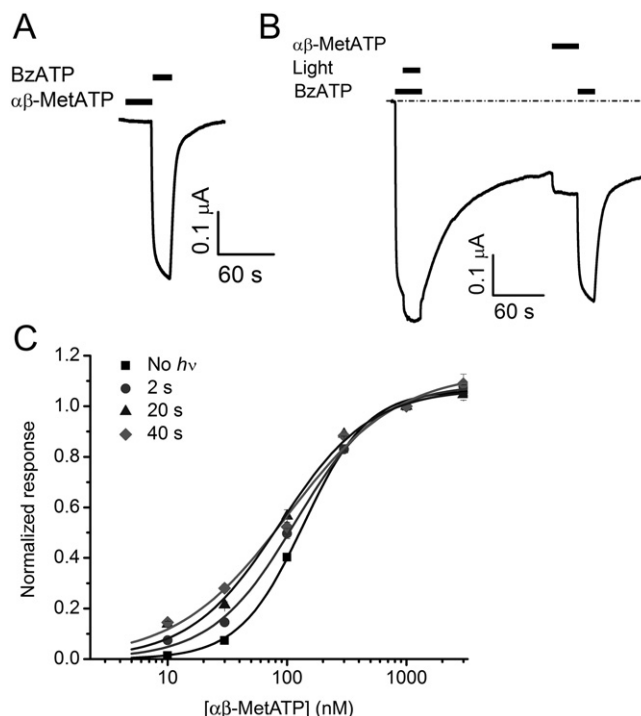 A
BzATP
αβ-MetATP
0.1 μA
60 s
B
αβ-MetATP
Light
BzATP
0.1 μA
60 s
C
No hν
2 s
20 s
40 s
Normalized response
1.2
1.0
0.8
0.6
0.4
0.2
0.0
10
100
1000
[αβ-MetATP] (nM)